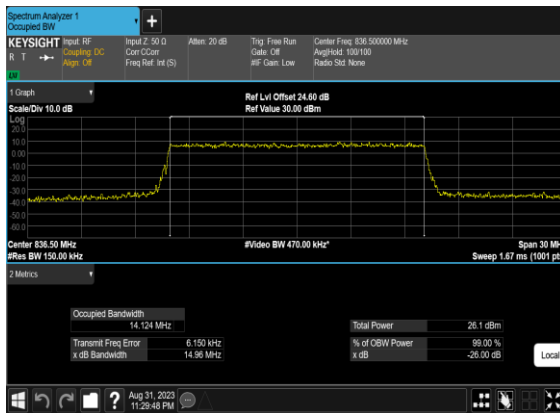 Spectrum Analyzer 1
Occupied BW
KEYSIGHT Input: RF Input Z: 50 Ω Atten: 20 dB Trig: Free Run Center Freq: 836.500000 MHz
R T Coupling: DC Corr CCorr Gate: Off Avg|Hold: 100/100
Align: Off Freq Ref: Int (S) #IF Gain: Low Radio Std: None
1 Graph
Ref Lvl Offset 24.60 dB
Scale/Div 10.0 dB Ref Value 30.00 dBm
Log
20.0
10.0
0.00
-10.0
-20.0
-30.0
-40.0
-50.0
-60.0
Center 836.50 MHz #Video BW 470.00 kHz* Span 30 MH
#Res BW 150.00 kHz Sweep 1.67 ms (1001 pt
2 Metrics
Occupied Bandwidth
14.124 MHz Total Power 26.1 dBm
Transmit Freq Error 6.150 kHz % of OBW Power 99.00 %
x dB Bandwidth 14.96 MHz x dB -26.00 dB
Local
Aug 31, 2023
11:29:48 PM